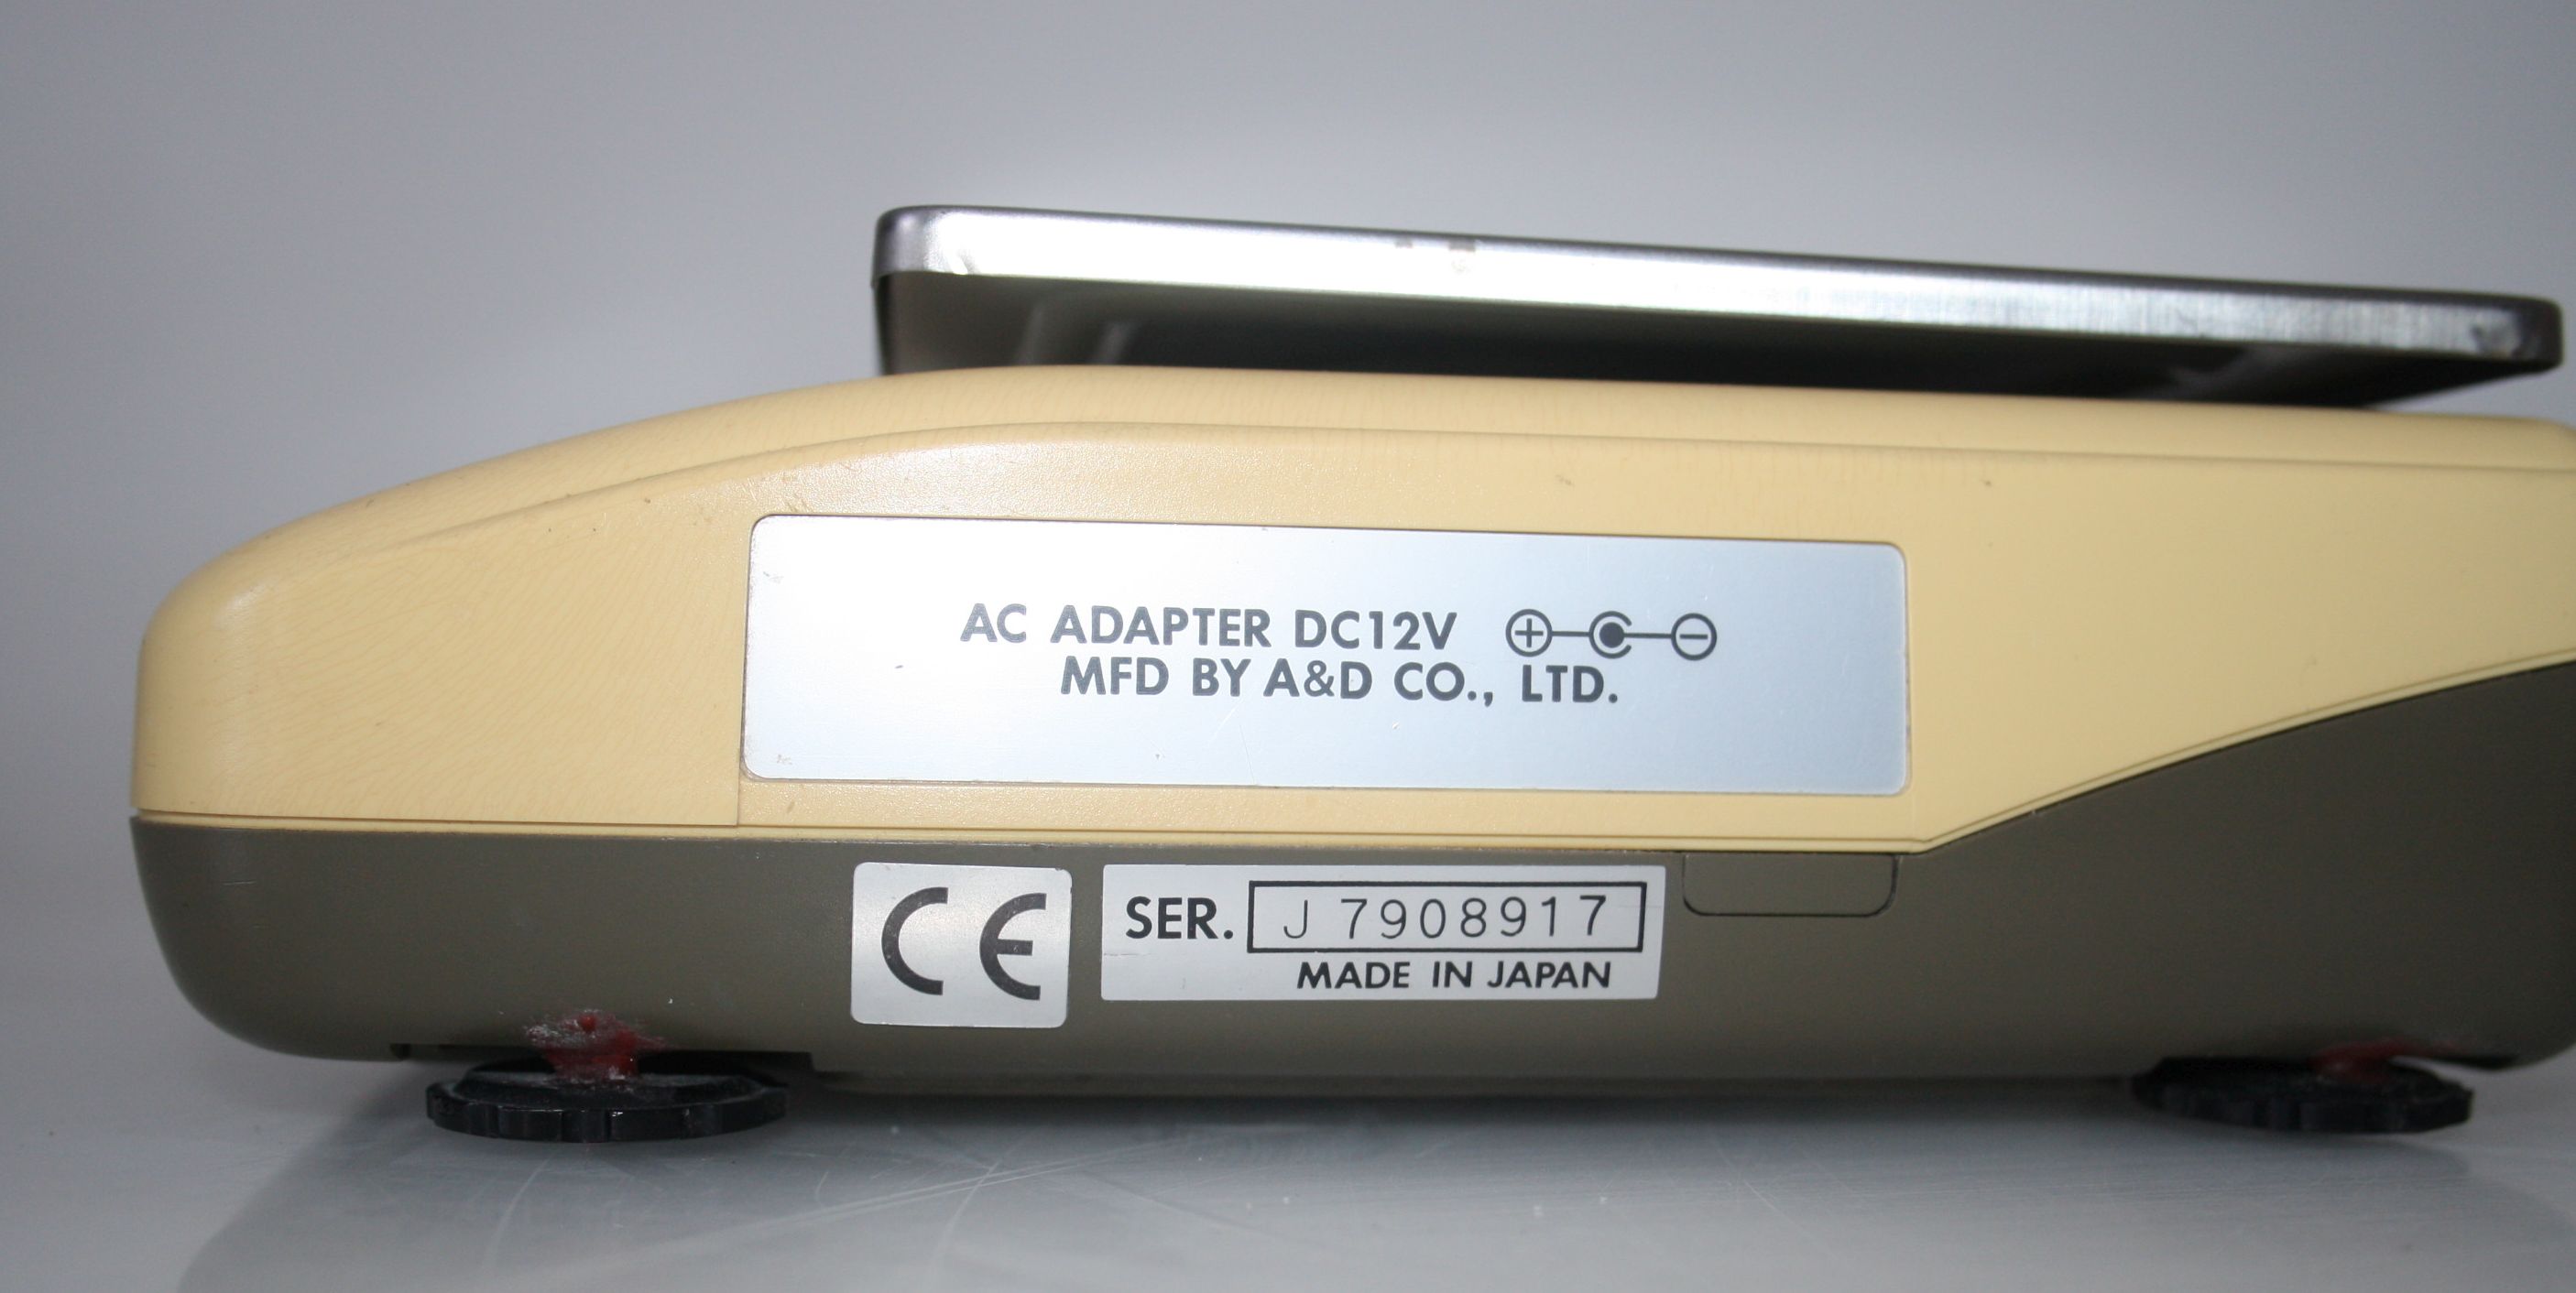 AC ADAPTER DC12V
MFD BY A&D CO., LTD.
CE
SER. J 7908917
MADE IN JAPAN